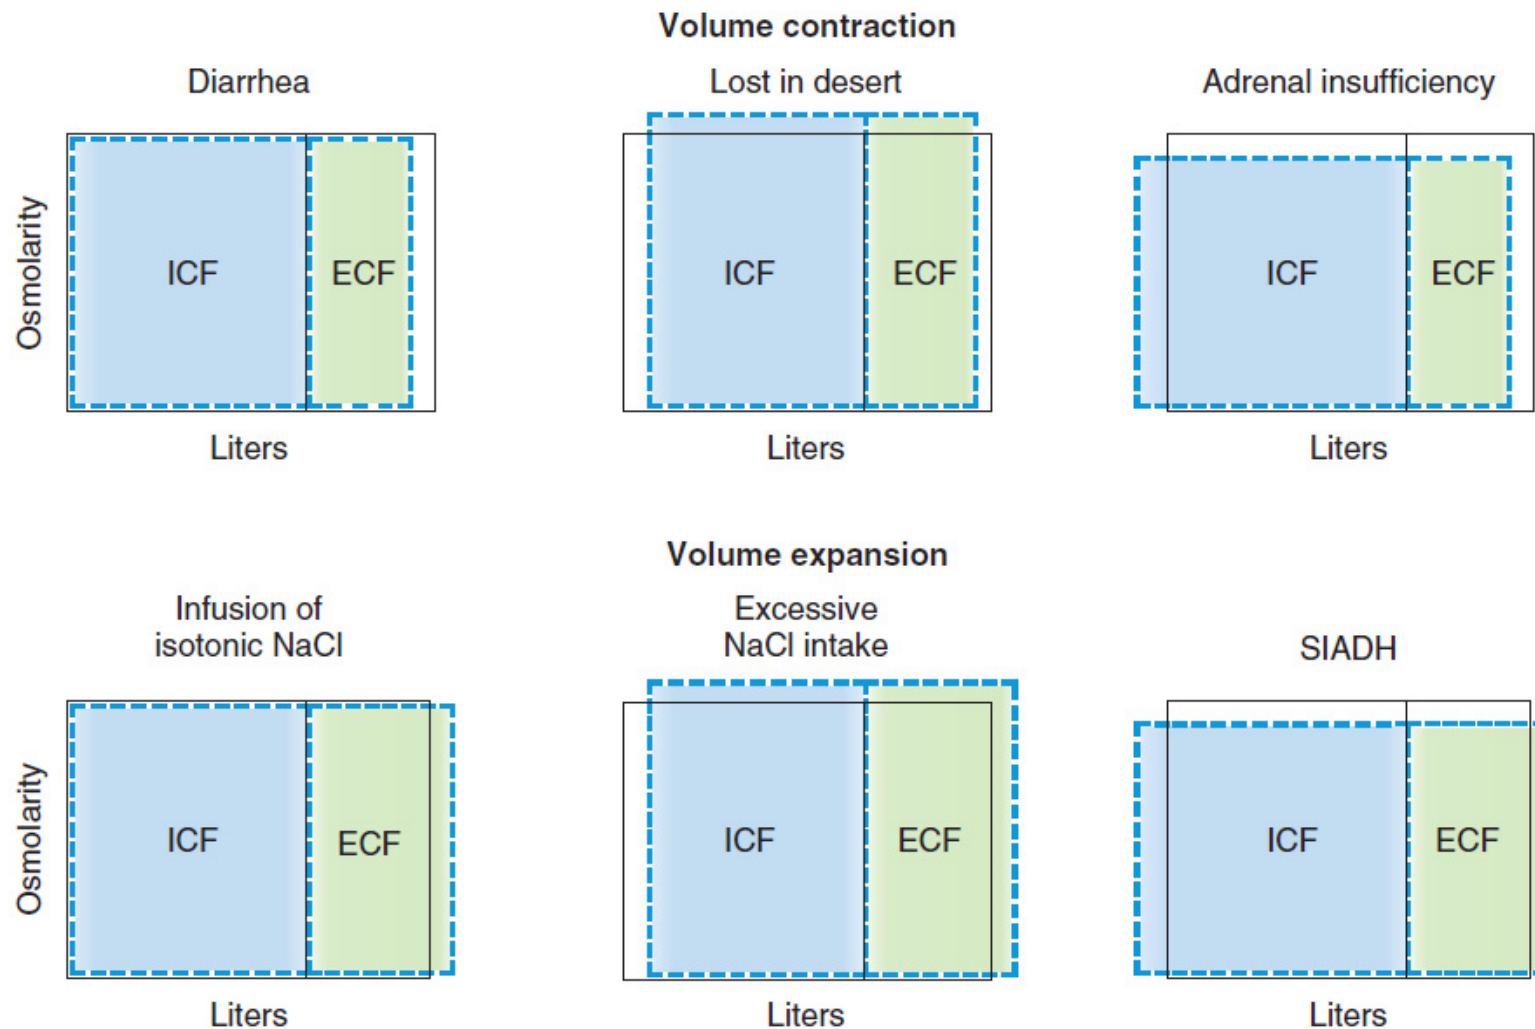 Volume contraction
Diarrhea
Lost in desert
Adrenal insufficiency
Osmolarity
ICF
ECF
ICF
ECF
ICF
ECF
Liters
Liters
Liters
Volume expansion
Infusion of
isotonic NaCl
Excessive
NaCl intake
SIADH
Osmolarity
ICF
ECF
ICF
ECF
ICF
ECF
Liters
Liters
Liters